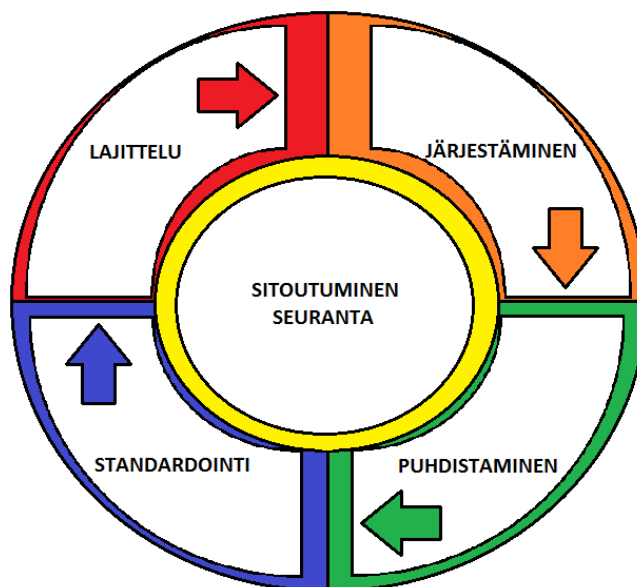 LAJITTELU
JÄRJESTÄMINEN
SITOUTUMINEN
SEURANTA
STANDARDOINTI
PUHDISTAMINEN